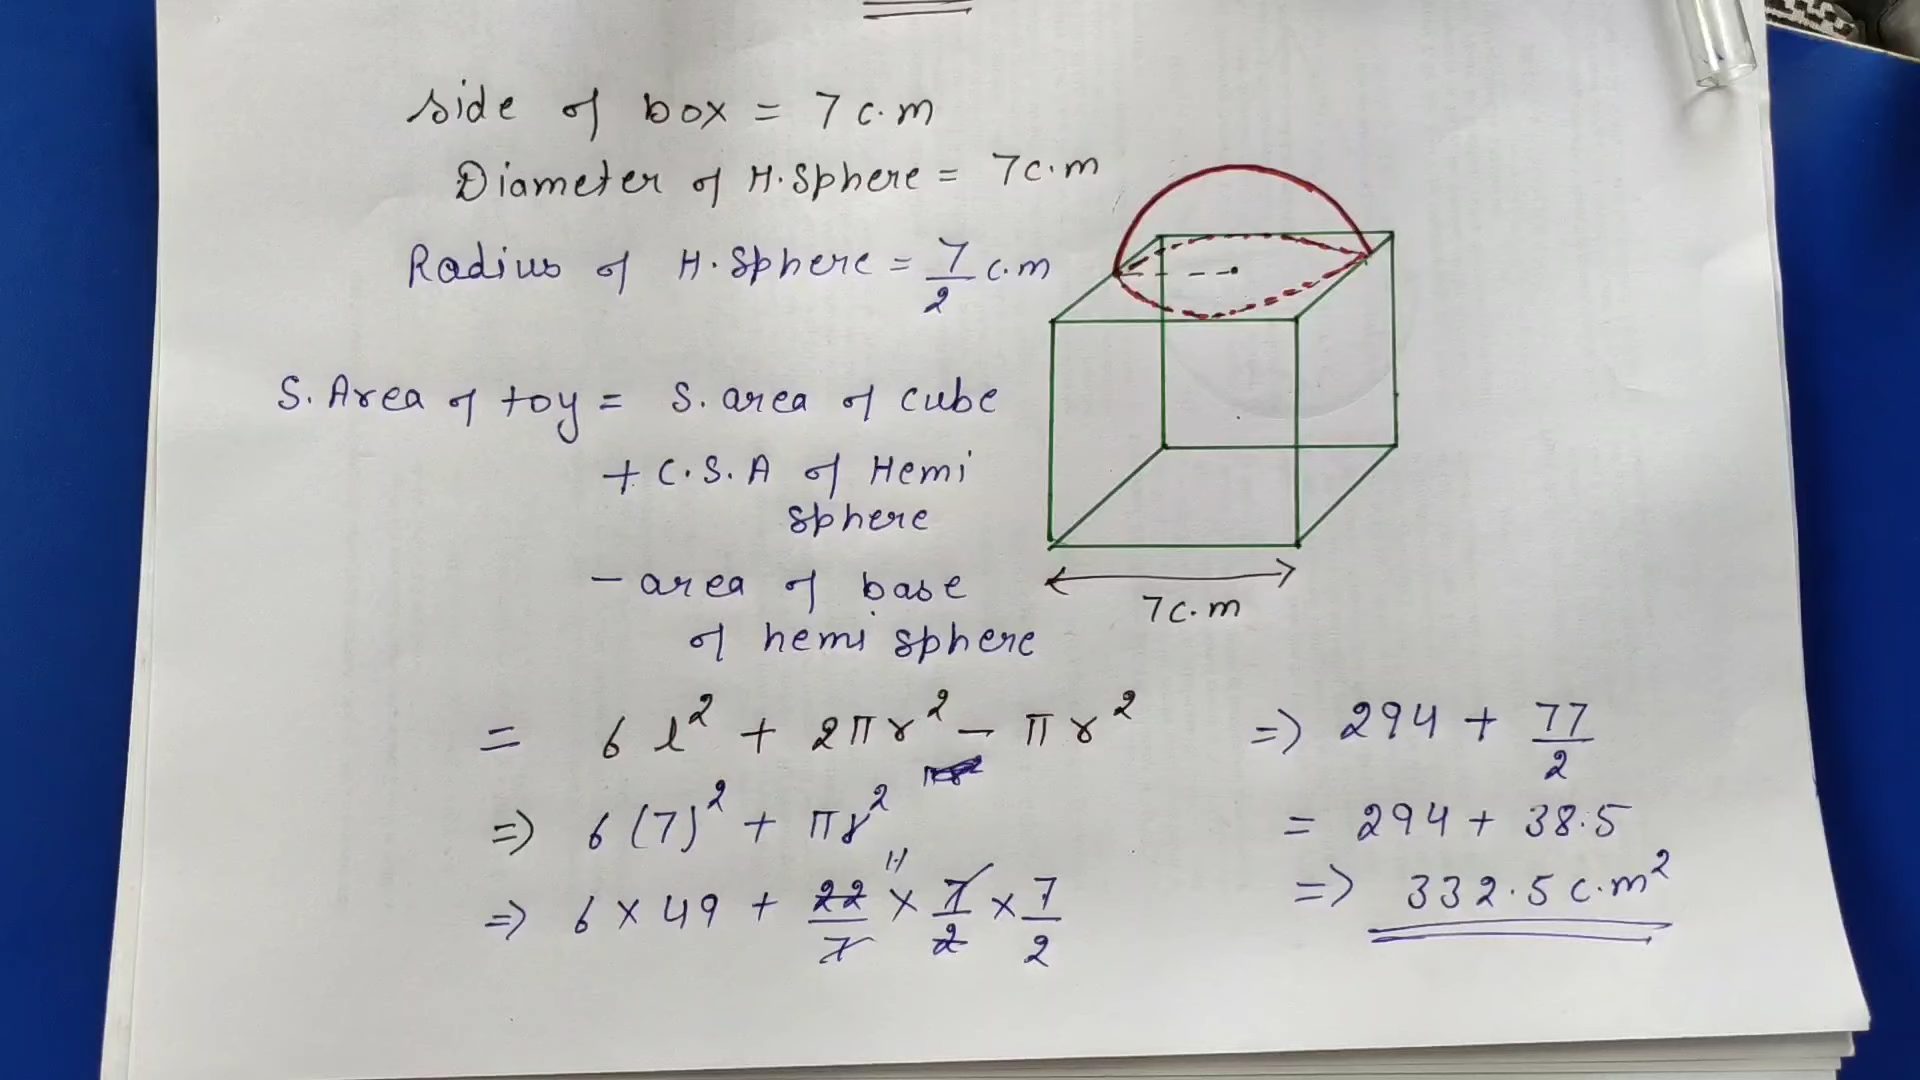 side of box = 7 c.m
Diameter of H.Sphere = 7c.m
Radius of H.Sphere = 7/2 c.m
S.Area of toy = S.area of cube
+ C.S.A of Hemi
sphere
- area of base
of hemi sphere
7c.m
= 6 l² + 2πr² - πr²
=> 6(7)² + πr²
=> 6 × 49 + 22/7 × 7/2 × 7/2
11
=> 294 + 77/2
= 294 + 38.5
=> 332.5 c.m²